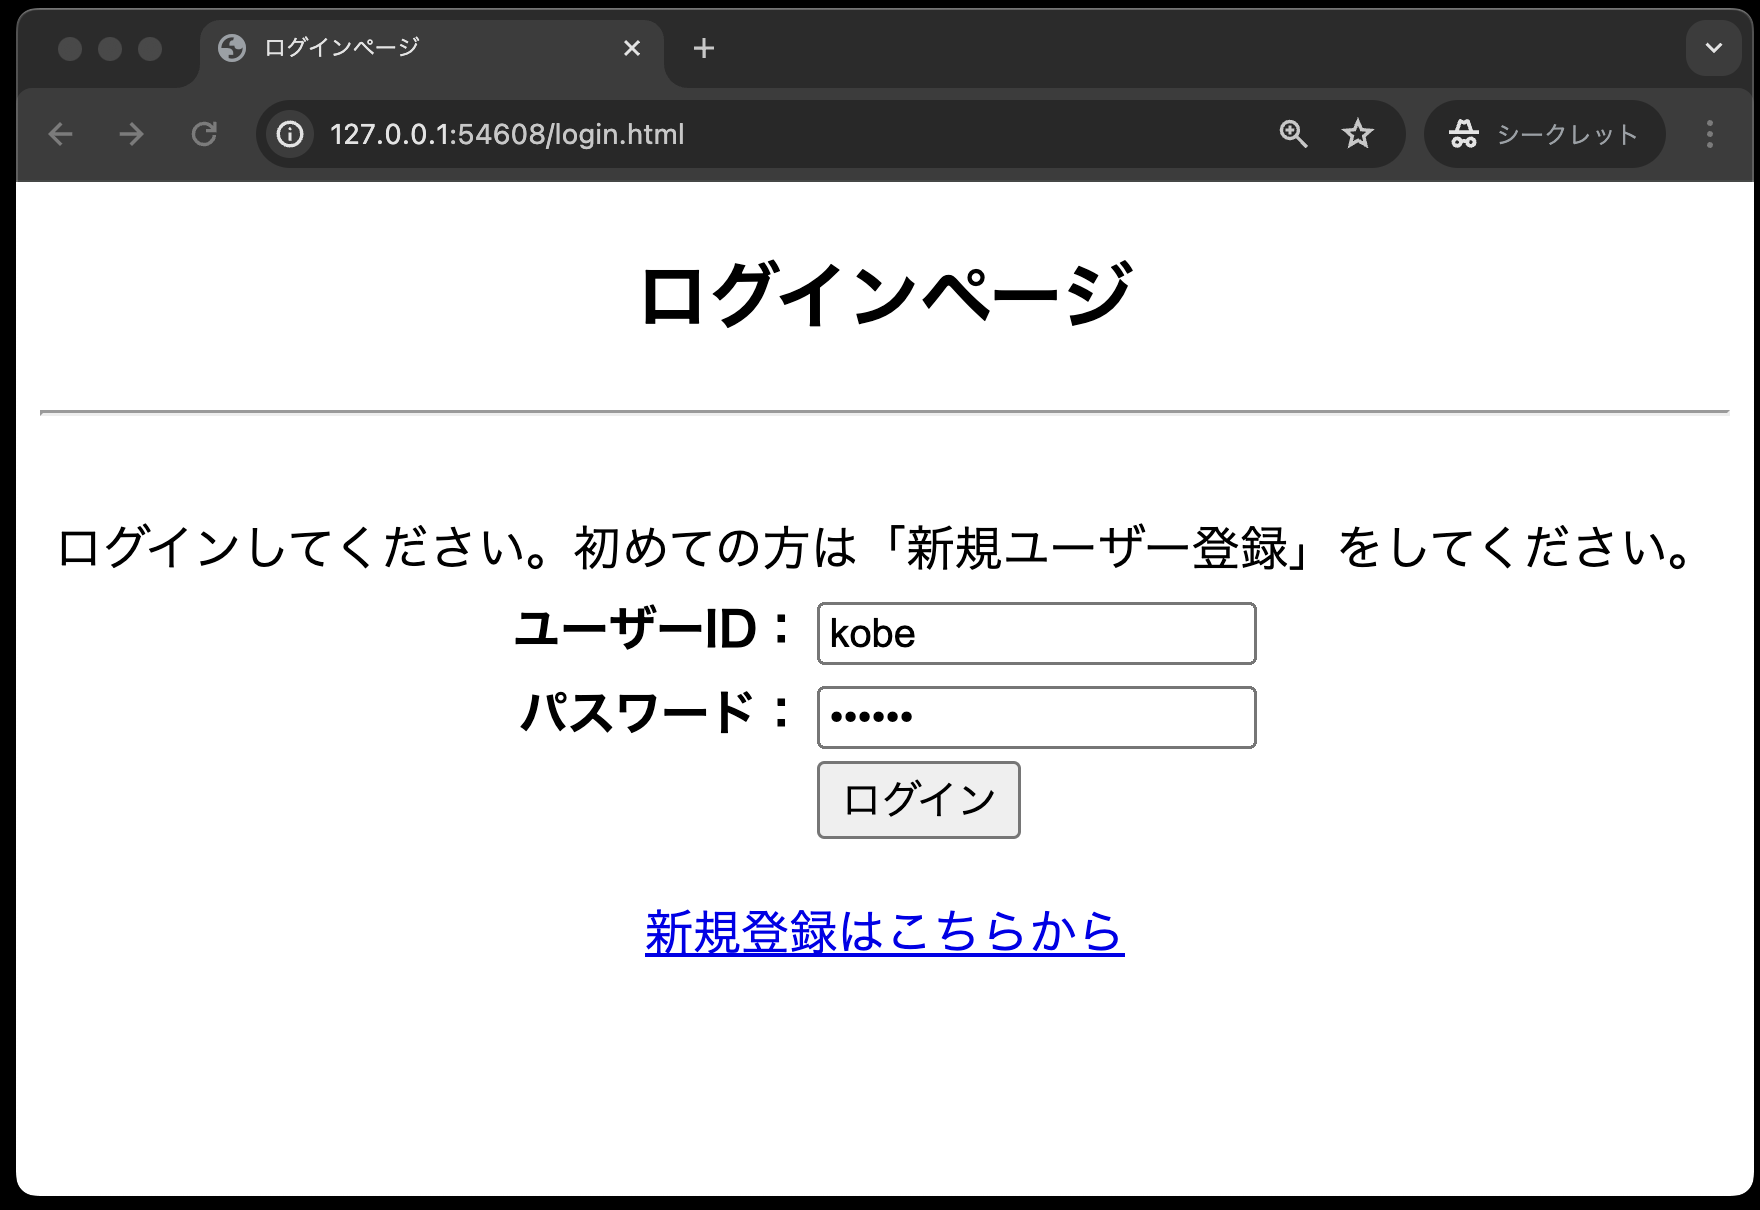 ログインページ
127.0.0.1:54608/login.html
シークレット
ログインページ
ログインしてください。初めての方は「新規ユーザー登録」をしてください。
ユーザーID： kobe
パスワード： ••••••
ログイン
新規登録はこちらから